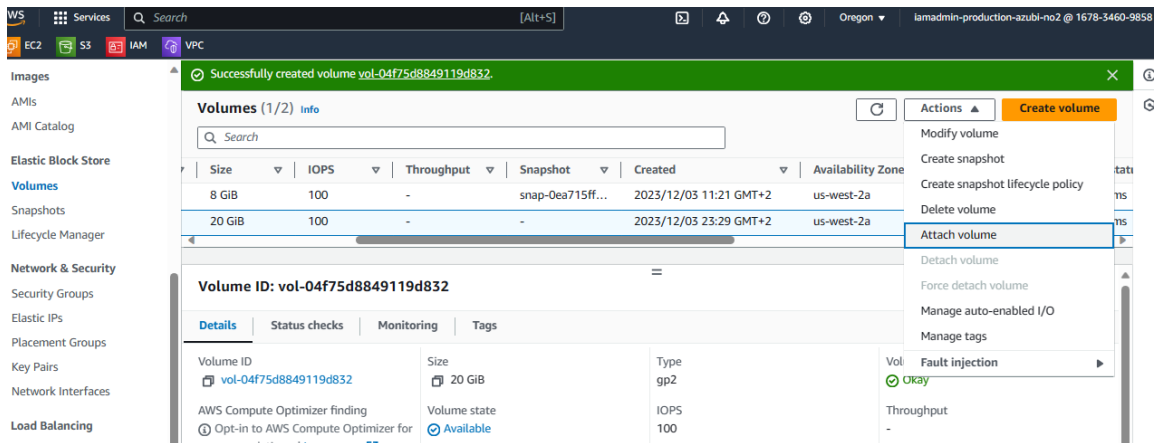 WS
Services
Search
[Alt+S]
Oregon
iamadmin-production-azubi-no2 @ 1678-3460-9858
EC2
S3
IAM
VPC
Images
AMIs
AMI Catalog
Elastic Block Store
Volumes
Snapshots
Lifecycle Manager
Network & Security
Security Groups
Elastic IPs
Placement Groups
Key Pairs
Network Interfaces
Load Balancing
Successfully created volume vol-04f75d8849119d832.
Volumes (1/2) Info
Actions
Create volume
Search
Size IOPS Throughput Snapshot Created Availability Zone
8 GiB 100 - snap-0ea715ff... 2023/12/03 11:21 GMT+2 us-west-2a
20 GiB 100 - - 2023/12/03 23:29 GMT+2 us-west-2a
Modify volume
Create snapshot
Create snapshot lifecycle policy
Delete volume
Attach volume
Detach volume
Force detach volume
Manage auto-enabled I/O
Manage tags
Fault injection
Volume ID: vol-04f75d8849119d832
Details Status checks Monitoring Tags
Volume ID
vol-04f75d8849119d832
Size
20 GiB
Type
gp2
Okay
AWS Compute Optimizer finding
Opt-in to AWS Compute Optimizer for
Volume state
Available
IOPS
100
Throughput
-